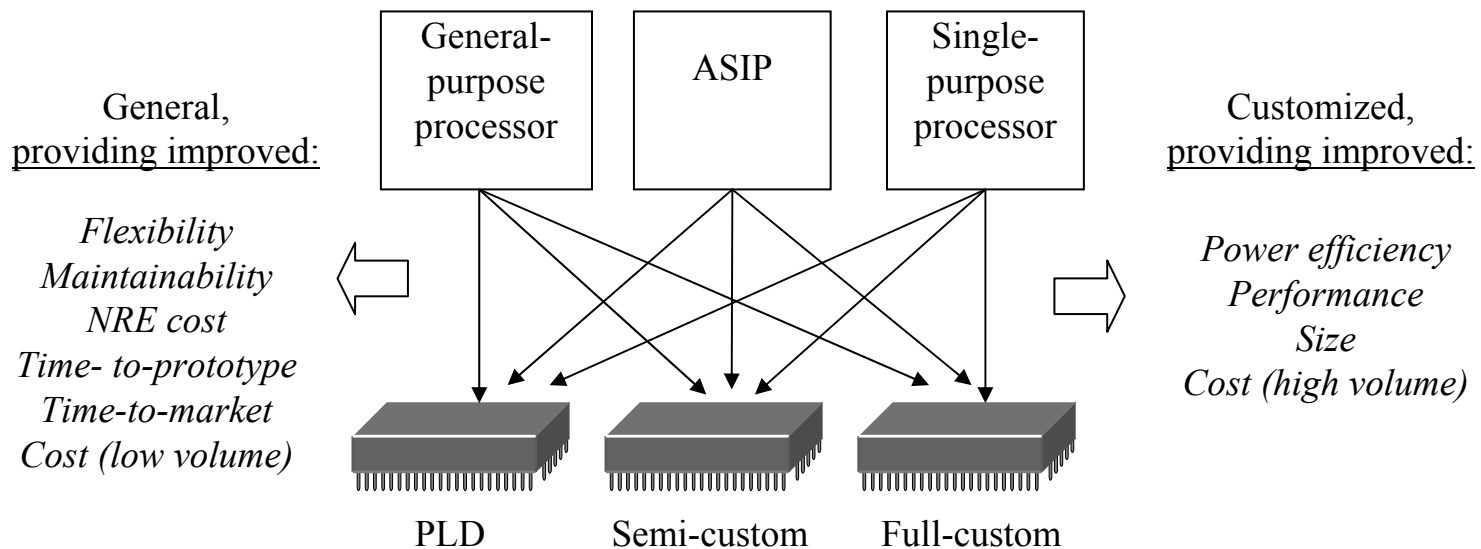 General-
purpose
processor
ASIP
Single-
purpose
processor
General,
providing improved:
Customized,
providing improved:
Flexibility
Maintainability
NRE cost
Time- to-prototype
Time-to-market
Cost (low volume)
Power efficiency
Performance
Size
Cost (high volume)
PLD
Semi-custom
Full-custom